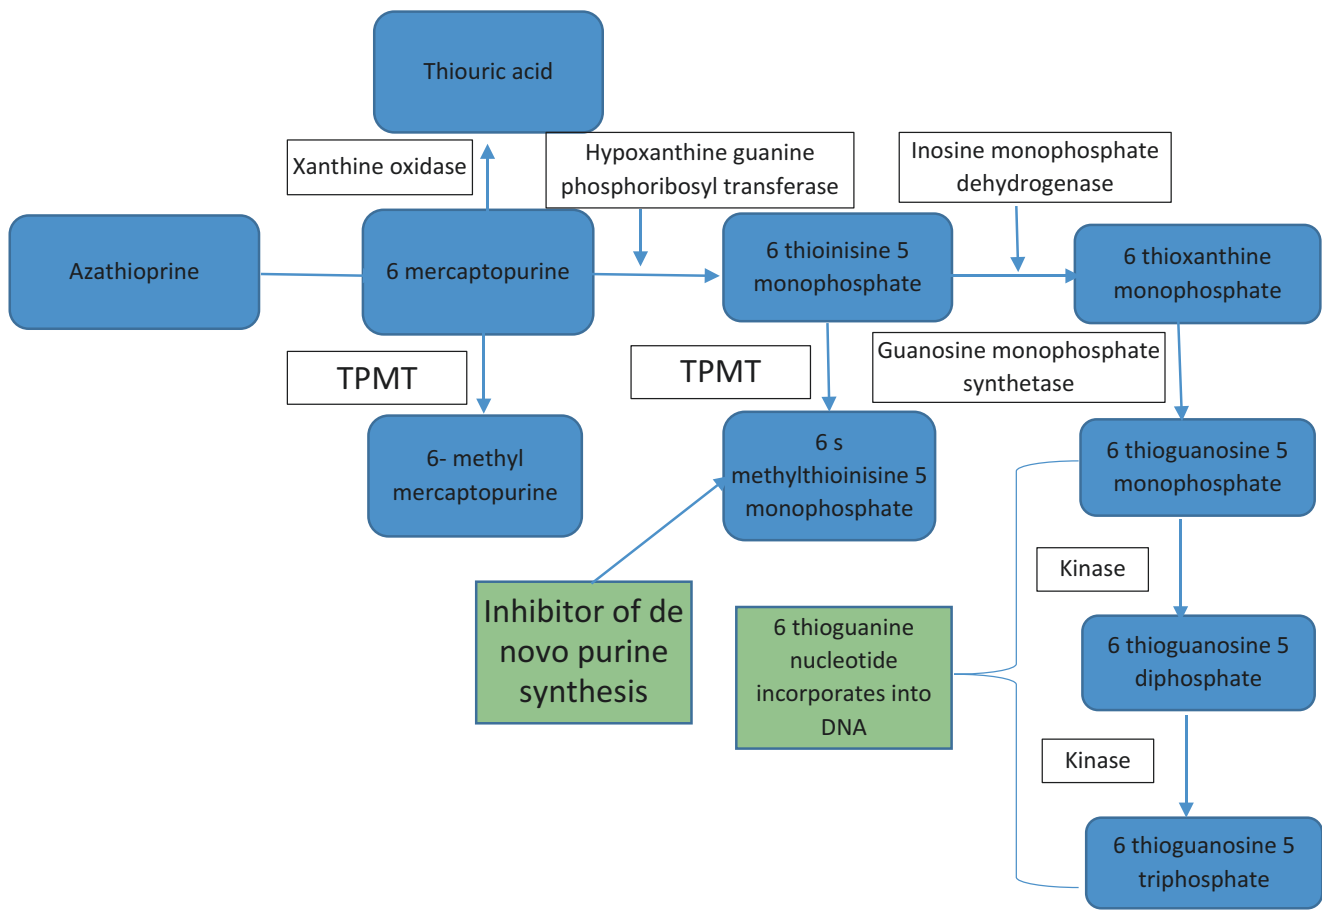 Thiouric acid
Xanthine oxidase
Hypoxanthine guanine
phosphoribosyl transferase
Inosine monophosphate
dehydrogenase
Azathioprine
6 mercaptopurine
6 thioinisine 5
monophosphate
6 thioxanthine
monophosphate
TPMT
TPMT
Guanosine monophosphate
synthetase
6- methyl
mercaptopurine
6 s
methylthioinisine 5
monophosphate
6 thioguanosine 5
monophosphate
Kinase
Inhibitor of de
novo purine
synthesis
6 thioguanine
nucleotide
incorporates into
DNA
6 thioguanosine 5
diphosphate
Kinase
6 thioguanosine 5
triphosphate